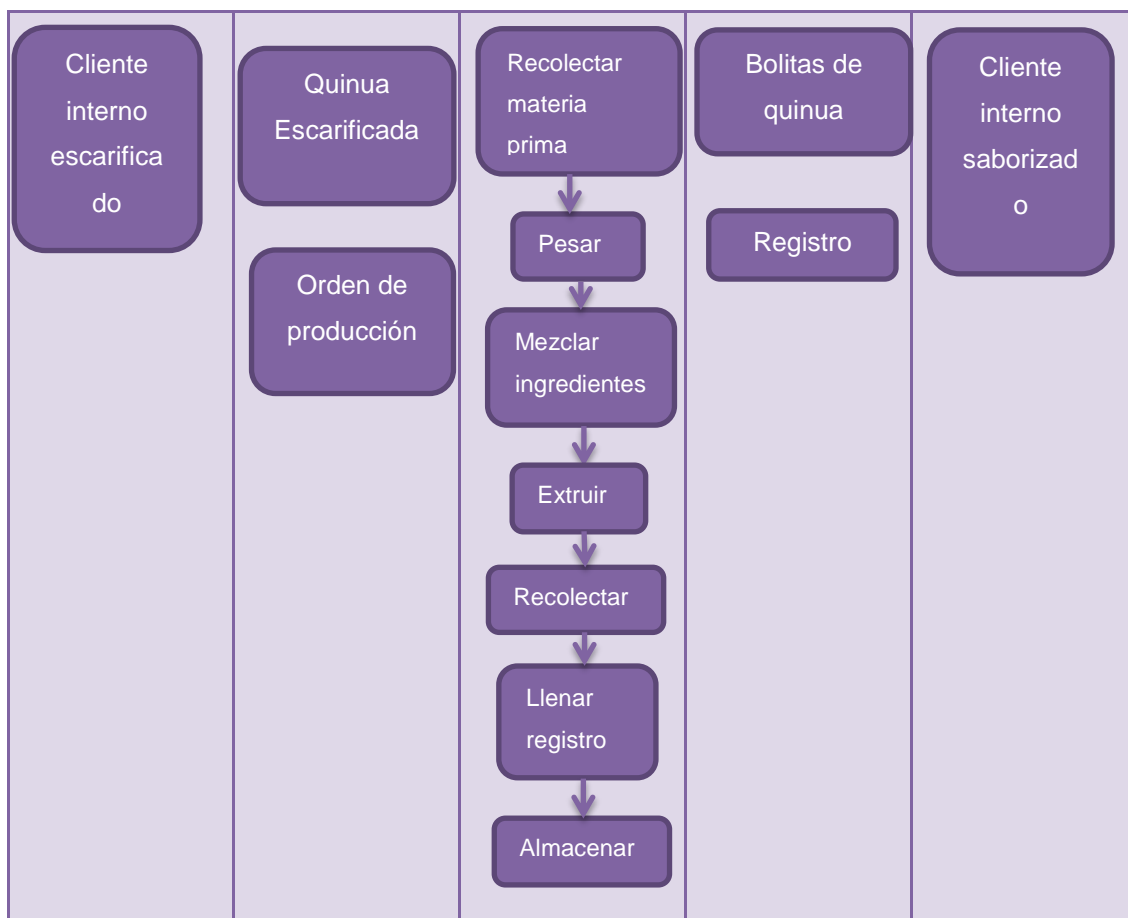 Cliente
interno
escarifica
do
Quinua
Escarificada
Orden de
producción
Recolectar
materia
prima
Pesar
Mezclar
ingredientes
Extruir
Recolectar
Llenar
registro
Almacenar
Bolitas de
quinua
Registro
Cliente
interno
saborizad
o